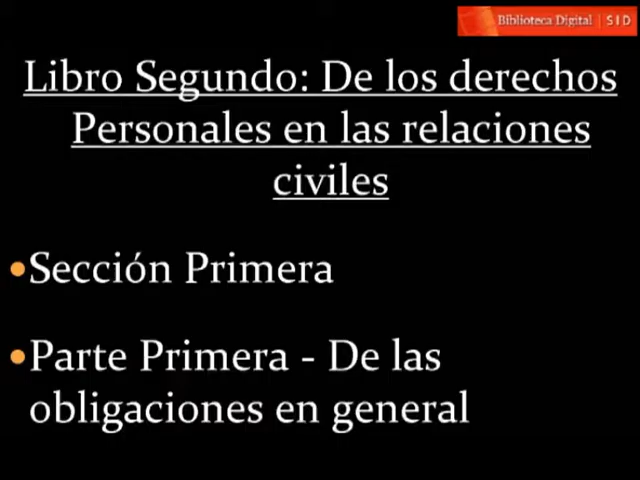 Biblioteca Digital | SID
Libro Segundo: De los derechos
Personales en las relaciones
civiles
•Sección Primera
•Parte Primera - De las
obligaciones en general